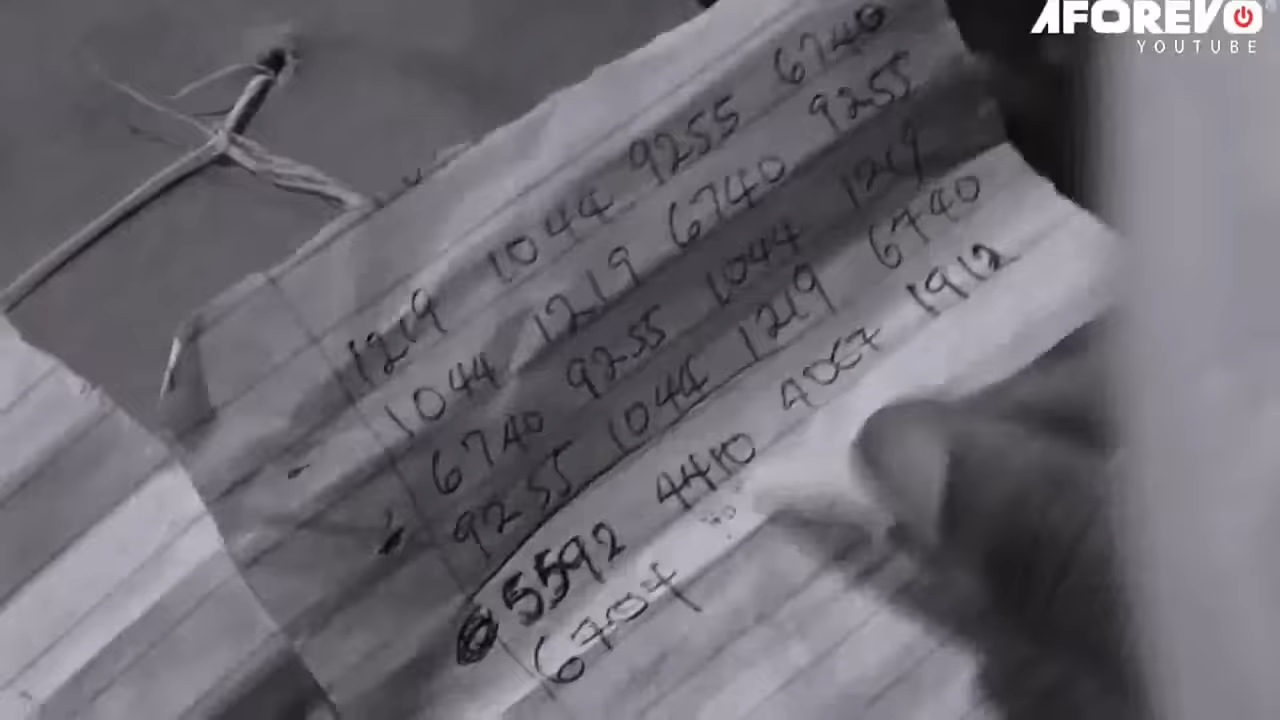 AFOREVO
YOUTUBE
1219 1044 9255 6740
1044 1219 6740 9255
6740 9255 1044 1219
9255 1044 1219 6740
5592 4410 4067 1912
6704